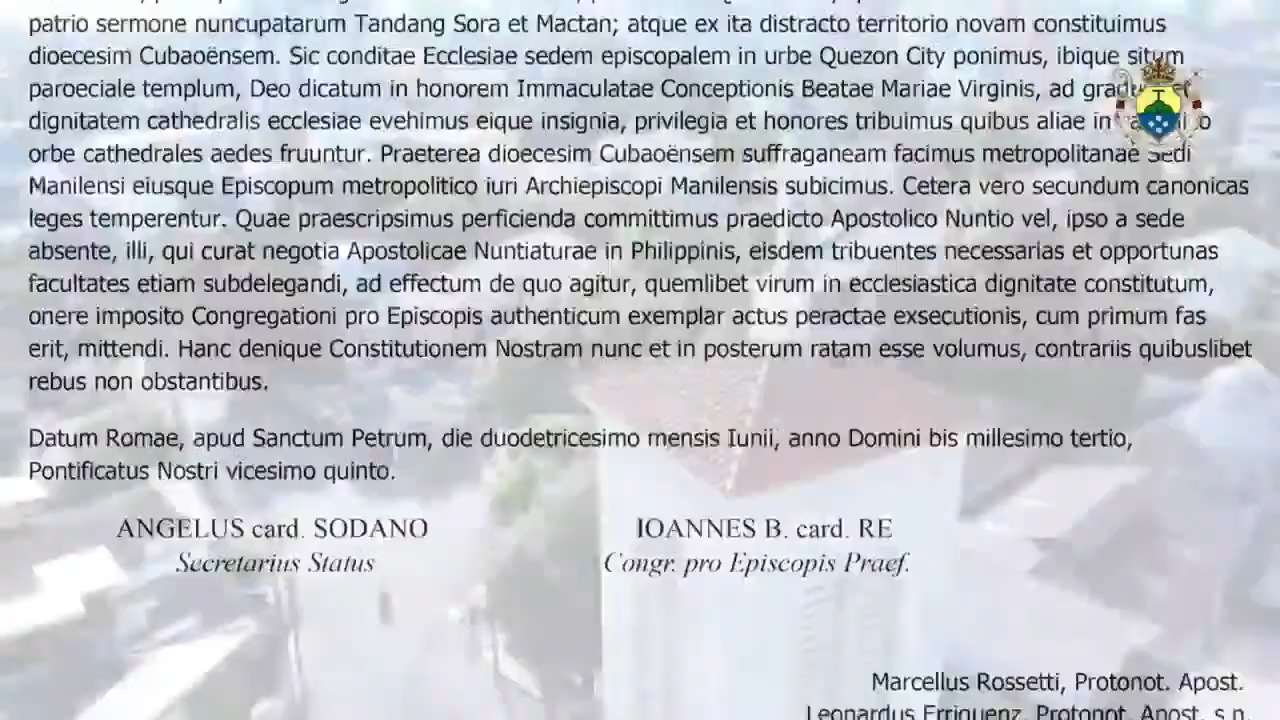 patrio sermone nuncupatarum Tandang Sora et Mactan; atque ex ita distracto territorio novam constituimus
dioecesim Cubaoënsem. Sic conditae Ecclesiae sedem episcopalem in urbe Quezon City ponimus, ibique situm
paroeciale templum, Deo dicatum in honorem Immaculatae Conceptionis Beatae Mariae Virginis, ad
dignitatem cathedralis ecclesiae evehimus eique insignia, privilegia et honores tribuimus quibus aliae in
orbe cathedrales aedes fruuntur. Praeterea dioecesim Cubaoënsem suffraganeam facimus metropolitanae Sedi
Manilensi eiusque Episcopum metropolitico iuri Archiepiscopi Manilensis subicimus. Cetera vero secundum canonicas
leges temperentur. Quae praescripsimus perficienda committimus praedicto Apostolico Nuntio vel, ipso a sede
absente, illi, qui curat negotia Apostolicae Nuntiaturae in Philippinis, eisdem tribuentes necessarias et opportunas
facultates etiam subdelegandi, ad effectum de quo agitur, quemlibet virum in ecclesiastica dignitate constitutum,
onere imposito Congregationi pro Episcopis authenticum exemplar actus peractae exsecutionis, cum primum fas
erit, mittendi. Hanc denique Constitutionem Nostram nunc et in posterum ratam esse volumus, contrariis quibuslibet
rebus non obstantibus.
Datum Romae, apud Sanctum Petrum, die duodetricesimo mensis Iunii, anno Domini bis millesimo tertio,
Pontificatus Nostri vicesimo quinto.
ANGELUS card. SODANO
Secretarius Status
IOANNES B. card. RE
Congr. pro Episcopis Praef.
Marcellus Rossetti, Protonot. Apost.
Leonardus Erriquenz, Protonot. Apost. s.n.